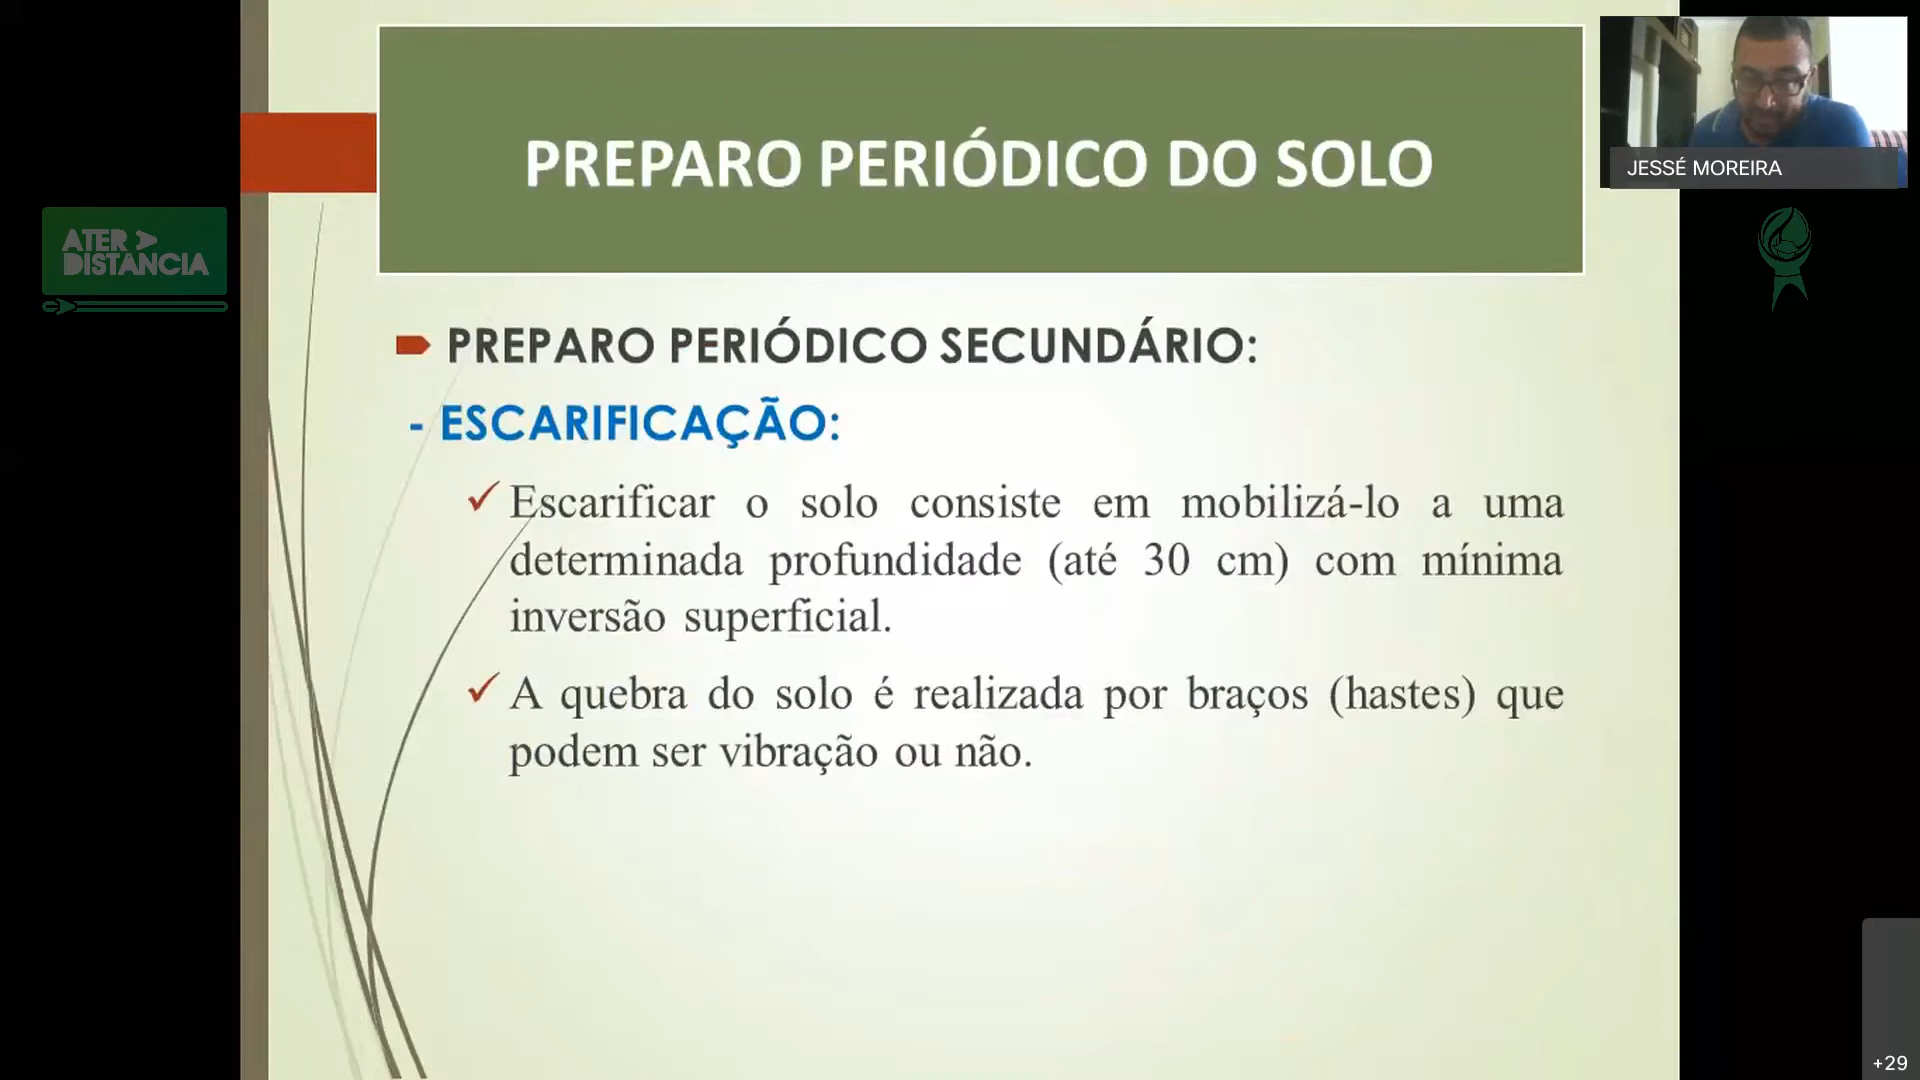 PREPARO PERIÓDICO DO SOLO
JESSÉ MOREIRA
ATER
DISTÂNCIA
PREPARO PERIÓDICO SECUNDÁRIO:
- ESCARIFICAÇÃO:
Escarificar o solo consiste em mobilizá-lo a uma
determinada profundidade (até 30 cm) com mínima
inversão superficial.
A quebra do solo é realizada por braços (hastes) que
podem ser vibração ou não.
+29